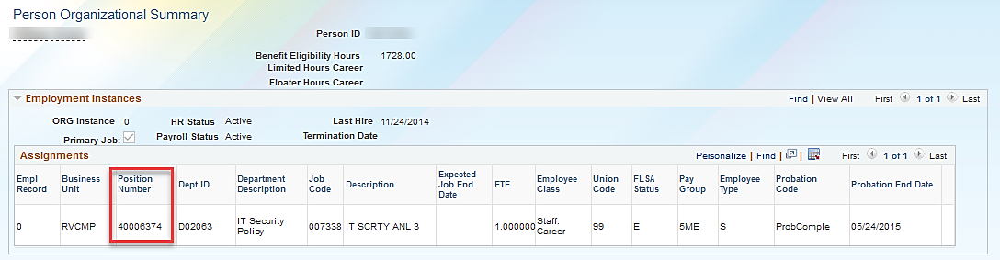 Person Organizational Summary
Person ID
Benefit Eligibility Hours 1728.00
Limited Hours Career
Floater Hours Career
Employment Instances Find | View All First 1 of 1 Last
ORG Instance 0 HR Status Active Last Hire 11/24/2014
Primary Job: Payroll Status Active Termination Date
Assignments Personalize | Find | | First 1 of 1 Last
Empl Record Business Unit Position Number Dept ID Department Description Job Code Description Expected Job End Date FTE Employee Class Union Code FLSA Status Pay Group Employee Type Probation Code Probation End Date
0 RVCMP 40006374 D02063 IT Security Policy 007338 IT SCRTY ANL 3 1.000000 Staff: Career 99 E 5ME S ProbComple 05/24/2015